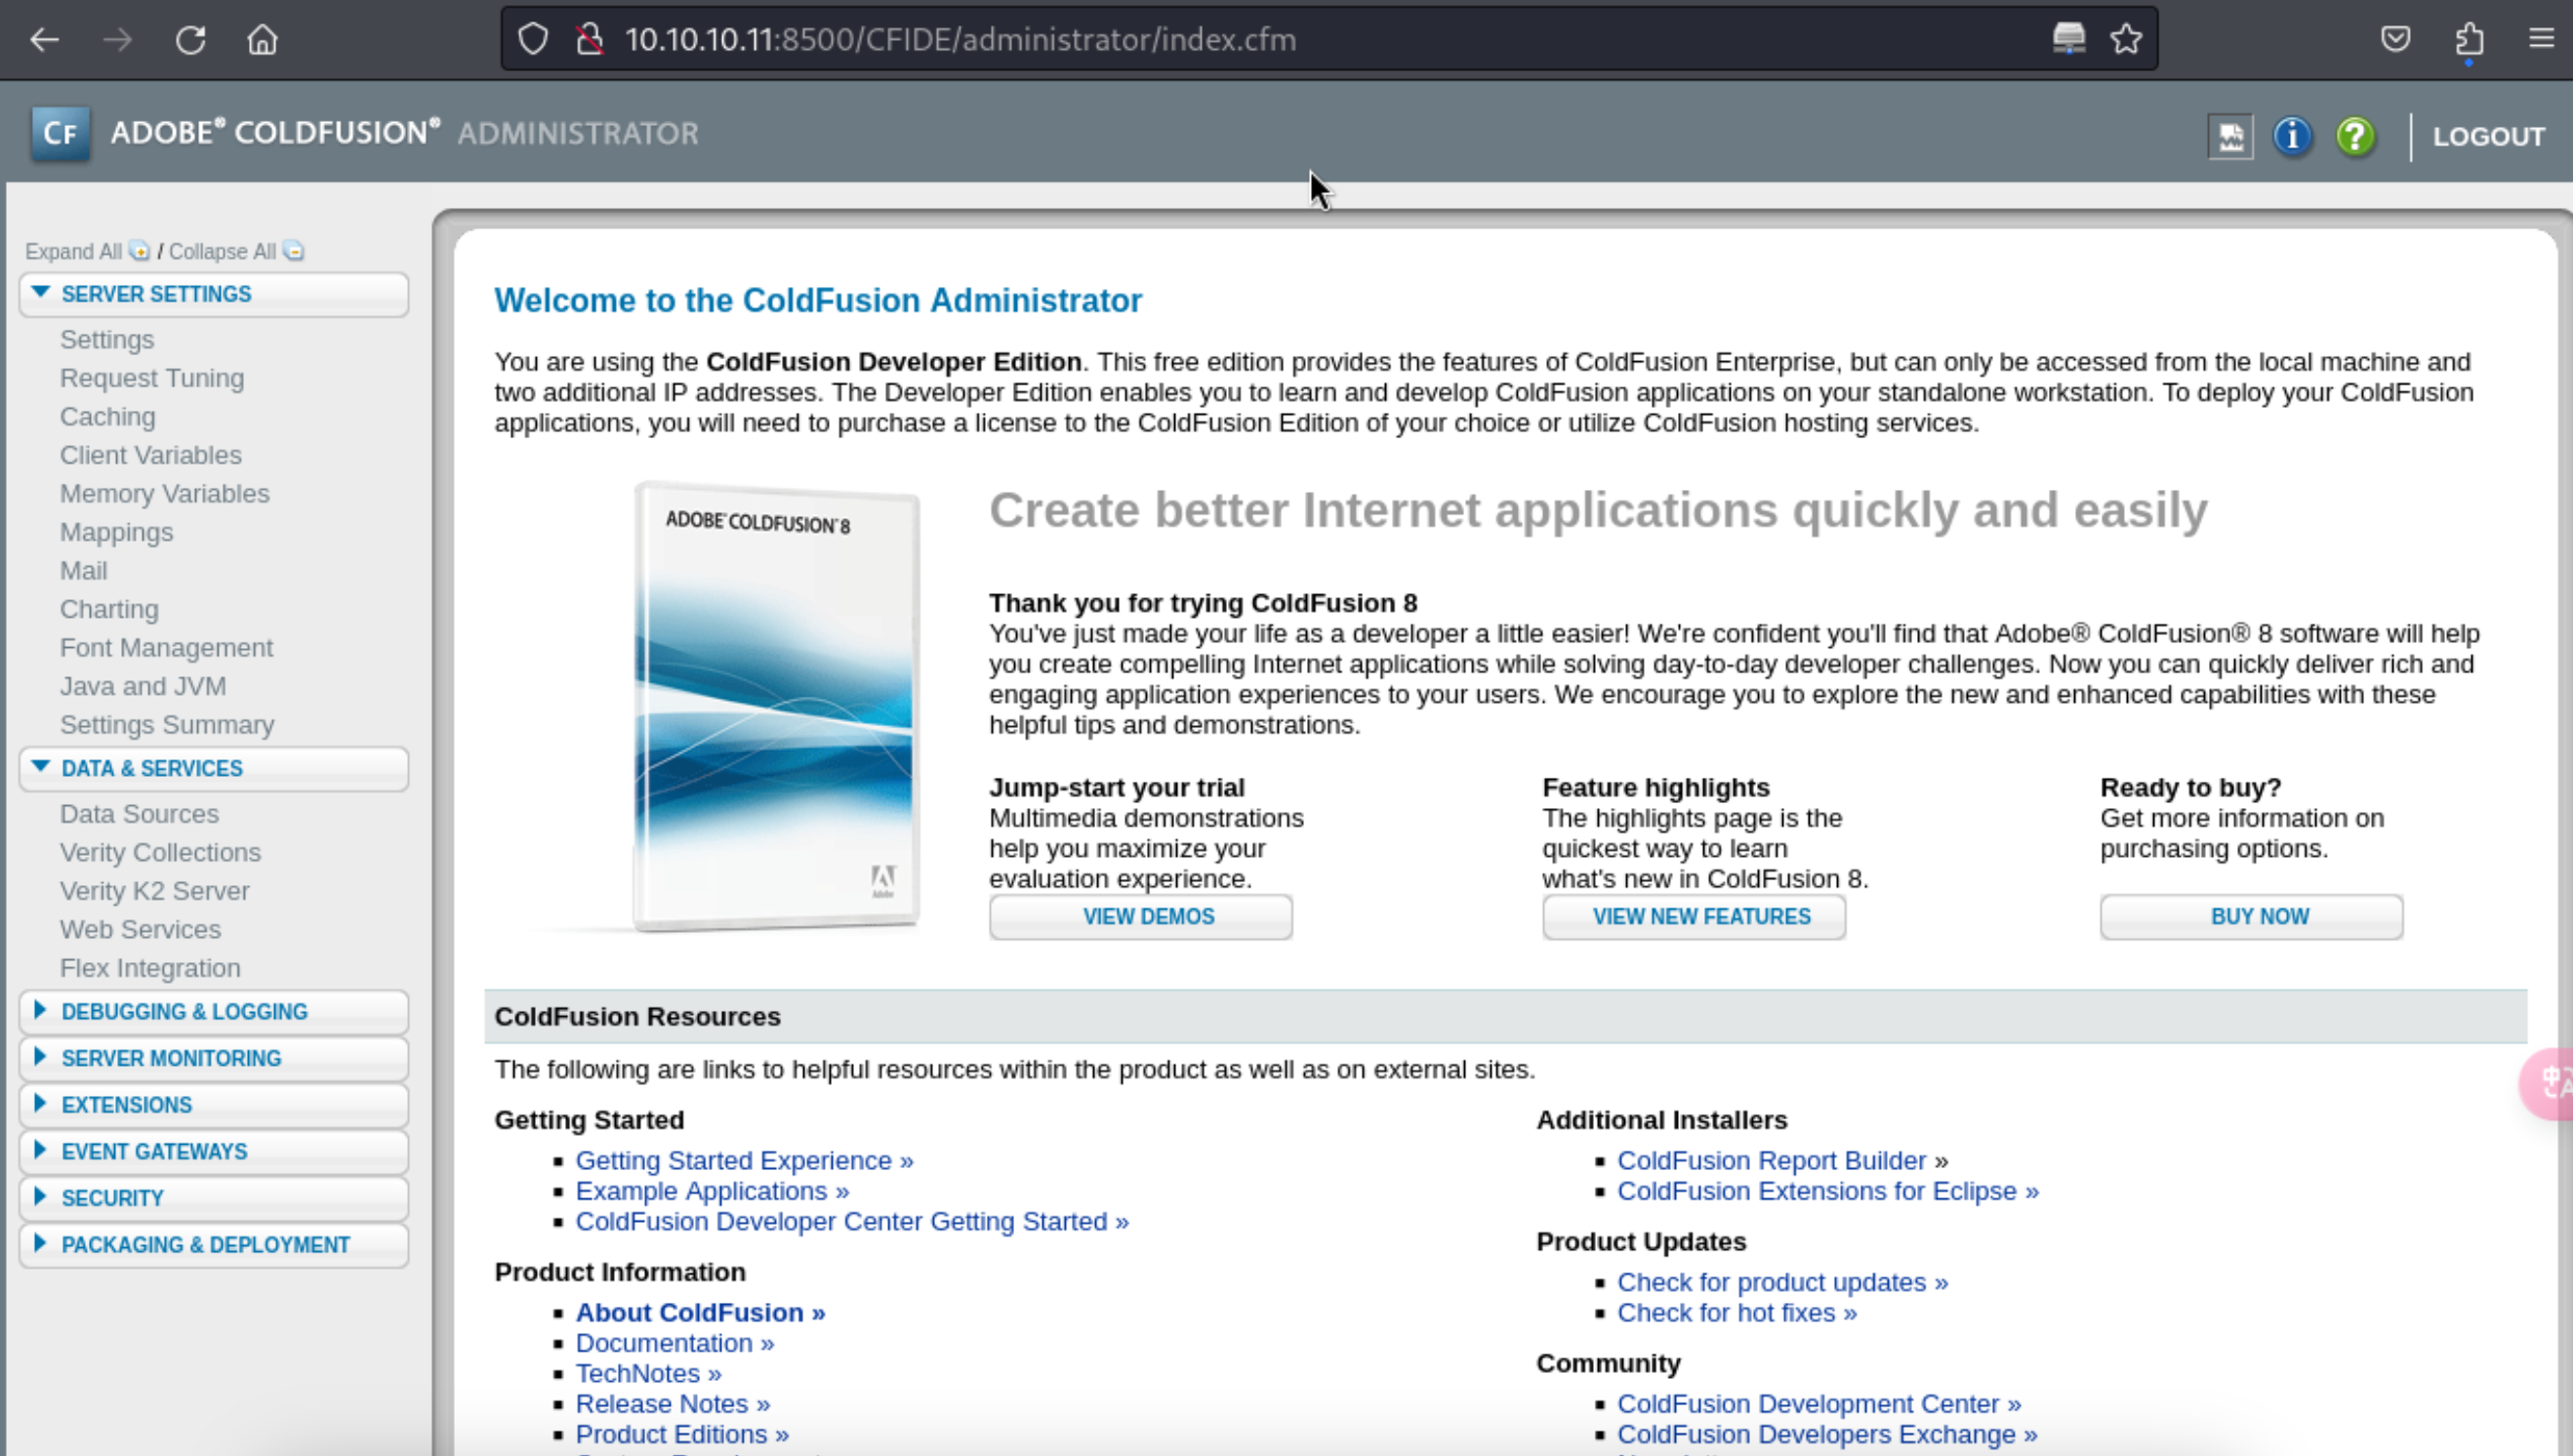 10.10.10.11:8500/CFIDE/administrator/index.cfm
CF ADOBE® COLDFUSION® ADMINISTRATOR
LOGOUT
Expand All / Collapse All
SERVER SETTINGS
Settings
Request Tuning
Caching
Client Variables
Memory Variables
Mappings
Mail
Charting
Font Management
Java and JVM
Settings Summary
DATA & SERVICES
Data Sources
Verity Collections
Verity K2 Server
Web Services
Flex Integration
DEBUGGING & LOGGING
SERVER MONITORING
EXTENSIONS
EVENT GATEWAYS
SECURITY
PACKAGING & DEPLOYMENT
Welcome to the ColdFusion Administrator
You are using the ColdFusion Developer Edition. This free edition provides the features of ColdFusion Enterprise, but can only be accessed from the local machine and
two additional IP addresses. The Developer Edition enables you to learn and develop ColdFusion applications on your standalone workstation. To deploy your ColdFusion
applications, you will need to purchase a license to the ColdFusion Edition of your choice or utilize ColdFusion hosting services.
ADOBE® COLDFUSION® 8
Adobe
Create better Internet applications quickly and easily
Thank you for trying ColdFusion 8
You've just made your life as a developer a little easier! We're confident you'll find that Adobe® ColdFusion® 8 software will help
you create compelling Internet applications while solving day-to-day developer challenges. Now you can quickly deliver rich and
engaging application experiences to your users. We encourage you to explore the new and enhanced capabilities with these
helpful tips and demonstrations.
Jump-start your trial
Multimedia demonstrations
help you maximize your
evaluation experience.
VIEW DEMOS
Feature highlights
The highlights page is the
quickest way to learn
what's new in ColdFusion 8.
VIEW NEW FEATURES
Ready to buy?
Get more information on
purchasing options.
BUY NOW
ColdFusion Resources
The following are links to helpful resources within the product as well as on external sites.
Getting Started
Getting Started Experience »
Example Applications »
ColdFusion Developer Center Getting Started »
Product Information
About ColdFusion »
Documentation »
TechNotes »
Release Notes »
Product Editions »
Additional Installers
ColdFusion Report Builder »
ColdFusion Extensions for Eclipse »
Product Updates
Check for product updates »
Check for hot fixes »
Community
ColdFusion Development Center »
ColdFusion Developers Exchange »